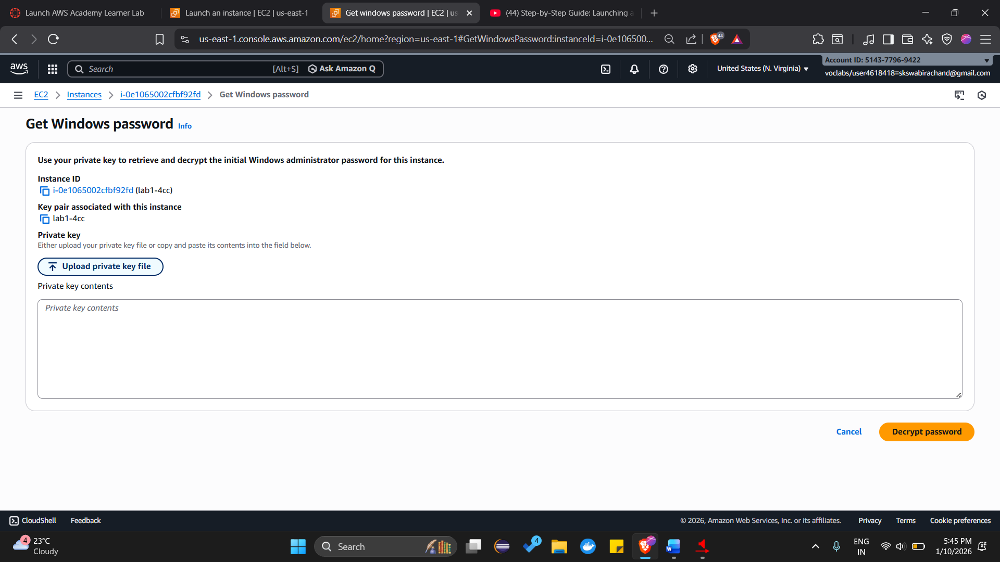 Launch AWS Academy Learner Lab
Launch an instance | EC2 | us-east-1
Get windows password | EC2 | us
(44) Step-by-Step Guide: Launching a
us-east-1.console.aws.amazon.com/ec2/home?region=us-east-1#GetWindowsPassword:instanceId=i-0e106500...
44
aws
Search
[Alt+S]
Ask Amazon Q
United States (N. Virginia)
Account ID: 5143-7796-9422
voclabs/user4618418=skswabirachand@gmail.com
EC2
Instances
i-0e1065002cfbf92fd
Get Windows password
Get Windows password
Info
Use your private key to retrieve and decrypt the initial Windows administrator password for this instance.
Instance ID
i-0e1065002cfbf92fd (lab1-4cc)
Key pair associated with this instance
lab1-4cc
Private key
Either upload your private key file or copy and paste its contents into the field below.
Upload private key file
Private key contents
Private key contents
Cancel
Decrypt password
CloudShell
Feedback
© 2026, Amazon Web Services, Inc. or its affiliates.
Privacy
Terms
Cookie preferences
4
23°C
Cloudy
Search
4
W
ENG
IN
5:45 PM
1/10/2026